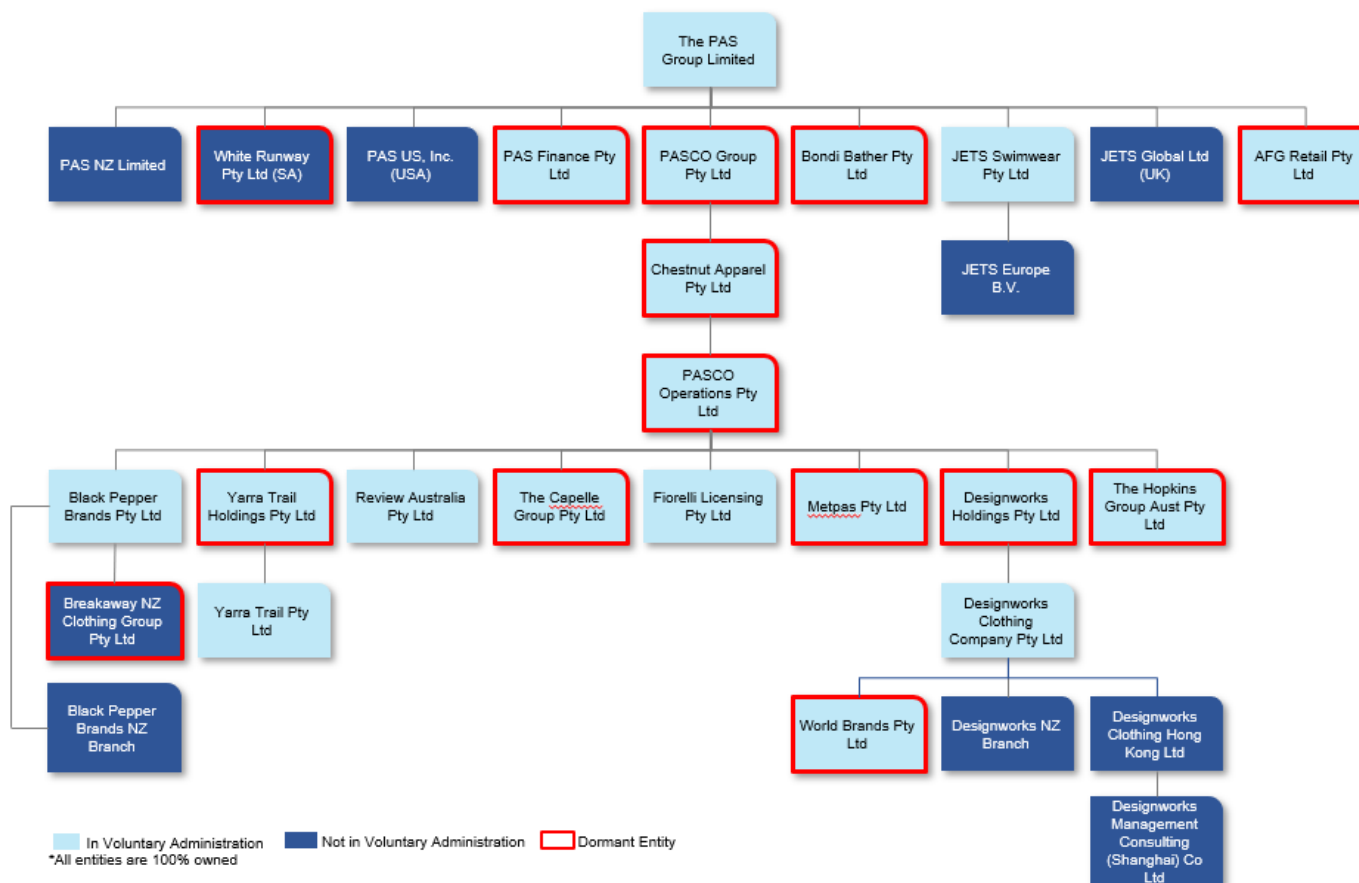 The PAS
Group Limited
PAS NZ Limited
White Runway
Pty Ltd (SA)
PAS US, Inc.
(USA)
PAS Finance Pty
Ltd
PASCO Group
Pty Ltd
Bondi Bather Pty
Ltd
JETS Swimwear
Pty Ltd
JETS Global Ltd
(UK)
AFG Retail Pty
Ltd
Chestnut Apparel
Pty Ltd
JETS Europe
B.V.
PASCO
Operations Pty
Ltd
Black Pepper
Brands Pty Ltd
Yarra Trail
Holdings Pty Ltd
Review Australia
Pty Ltd
The Capelle
Group Pty Ltd
Fiorelli Licensing
Pty Ltd
Metpas Pty Ltd
Designworks
Holdings Pty Ltd
The Hopkins
Group Aust Pty
Ltd
Breakaway NZ
Clothing Group
Pty Ltd
Yarra Trail Pty
Ltd
Designworks
Clothing
Company Pty Ltd
Black Pepper
Brands NZ
Branch
World Brands Pty
Ltd
Designworks NZ
Branch
Designworks
Clothing Hong
Kong Ltd
Designworks
Management
Consulting
(Shanghai) Co
Ltd
In Voluntary Administration
Not in Voluntary Administration
Dormant Entity
*All entities are 100% owned